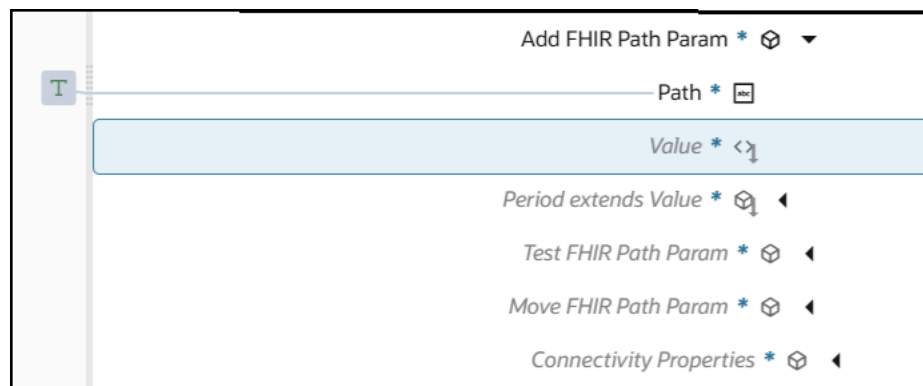 Add FHIR Path Param *
T
Path * abc
Value * <>
Period extends Value *
Test FHIR Path Param *
Move FHIR Path Param *
Connectivity Properties *